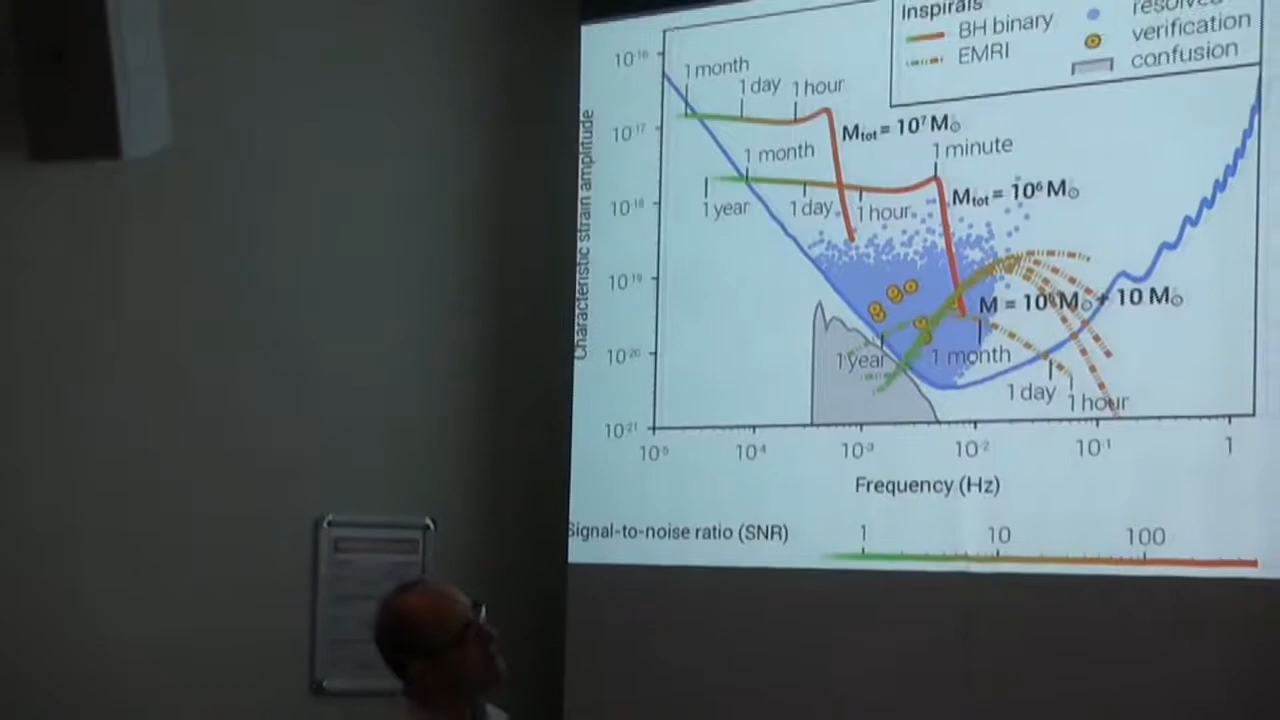 Inspirals
BH binary
EMRI
resolved
verification
confusion
10⁻¹⁶
10⁻¹⁷
10⁻¹⁸
10⁻¹⁹
10⁻²⁰
10⁻²¹
Characteristic strain amplitude
1 month
1 day
1 hour
Mtot = 10⁷ M⊙
1 month
1 minute
1 year
1 day
1 hour
Mtot = 10⁶ M⊙
M = 10⁵ M⊙ + 10 M⊙
1 year
1 month
1 day
1 hour
10⁻⁵
10⁻⁴
10⁻³
10⁻²
10⁻¹
1
Frequency (Hz)
Signal-to-noise ratio (SNR)
1
10
100